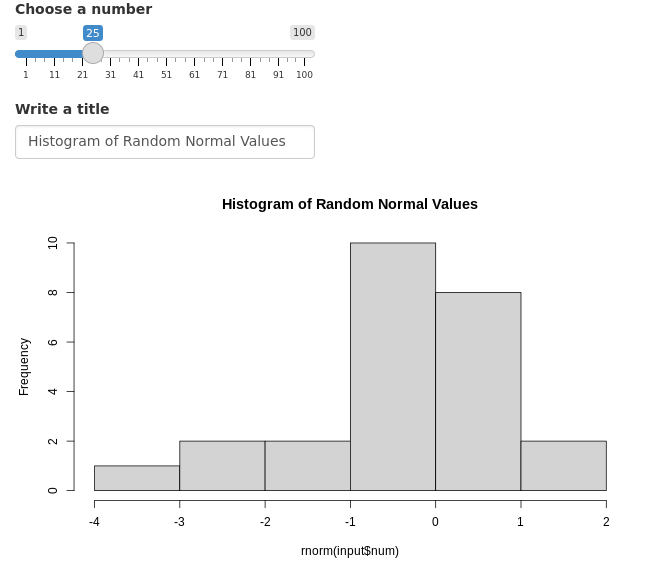 Choose a number
1 25 100
1 11 21 31 41 51 61 71 81 91 100
Write a title
Histogram of Random Normal Values
Histogram of Random Normal Values
10
8
6
4
2
0
Frequency
-4 -3 -2 -1 0 1 2
rnorm(input$num)